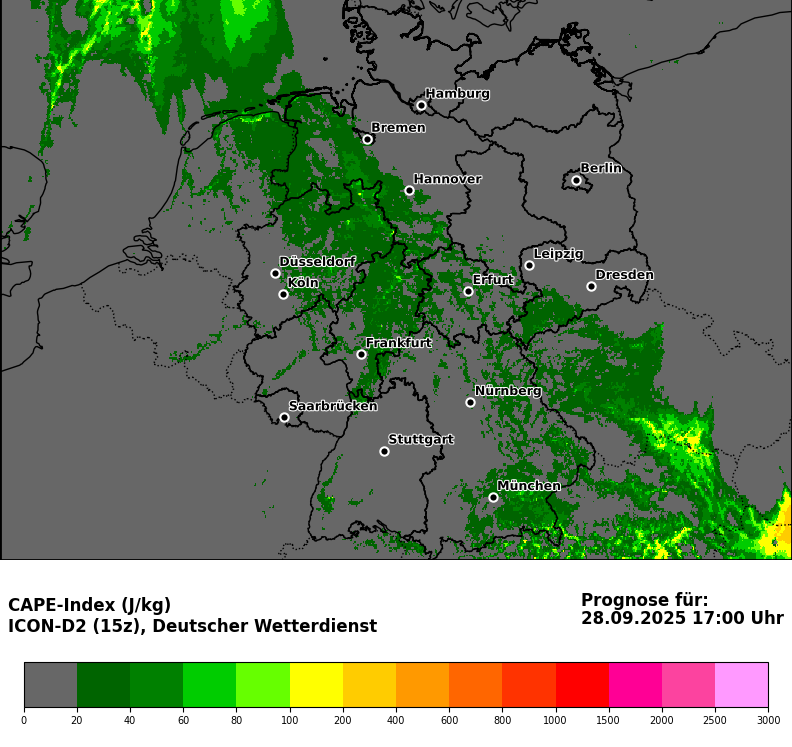 Hamburg
Bremen
Berlin
Hannover
Leipzig
Düsseldorf
Dresden
Köln
Erfurt
Frankfurt
Nürnberg
Saarbrücken
Stuttgart
München
CAPE-Index (J/kg)
ICON-D2 (15z), Deutscher Wetterdienst
Prognose für:
28.09.2025 17:00 Uhr
0 20 40 60 80 100 200 400 600 800 1000 1500 2000 2500 3000